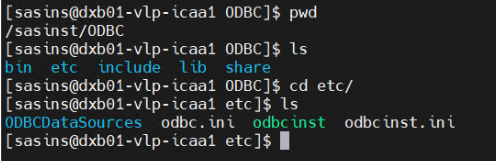 [sasins@dxb01-vlp-icaa1 ODBC]$ pwd
/sasinst/ODBC
[sasins@dxb01-vlp-icaa1 ODBC]$ ls
bin  etc  include  lib  share
[sasins@dxb01-vlp-icaa1 ODBC]$ cd etc/
[sasins@dxb01-vlp-icaa1 etc]$ ls
ODBCDataSources  odbc.ini  odbcinst  odbcinst.ini
[sasins@dxb01-vlp-icaa1 etc]$